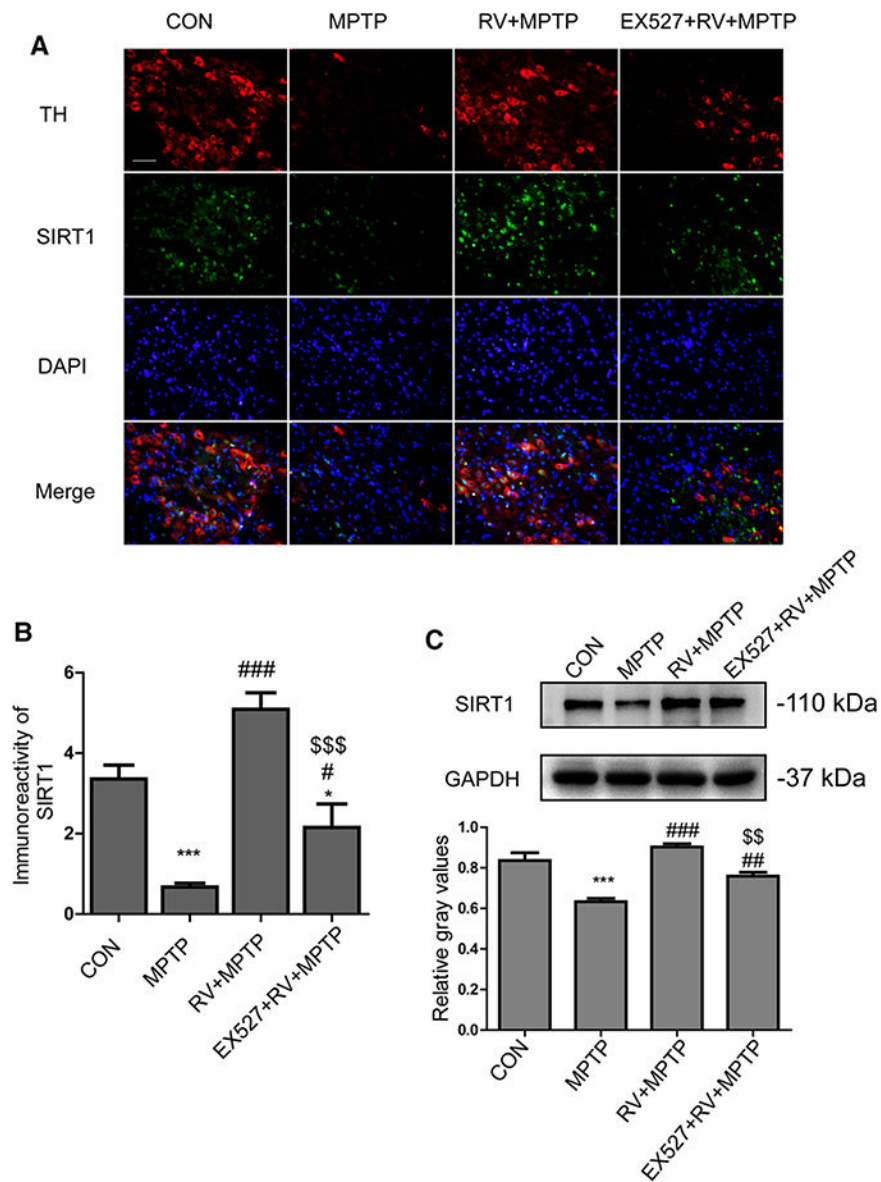 CON MPTP RV+MPTP EX527+RV+MPTP
A
TH
SIRT1
DAPI
Merge
B
Immunoreactivity of
SIRT1
6
4
2
0
***
###
$$$
#
*
CON
MPTP
RV+MPTP
EX527+RV+MPTP
C
CON
MPTP
RV+MPTP
EX527+RV+MPTP
SIRT1 -110 kDa
GAPDH -37 kDa
Relative gray values
1.0
0.8
0.6
0.4
0.2
0.0
***
###
$$
##
CON
MPTP
RV+MPTP
EX527+RV+MPTP